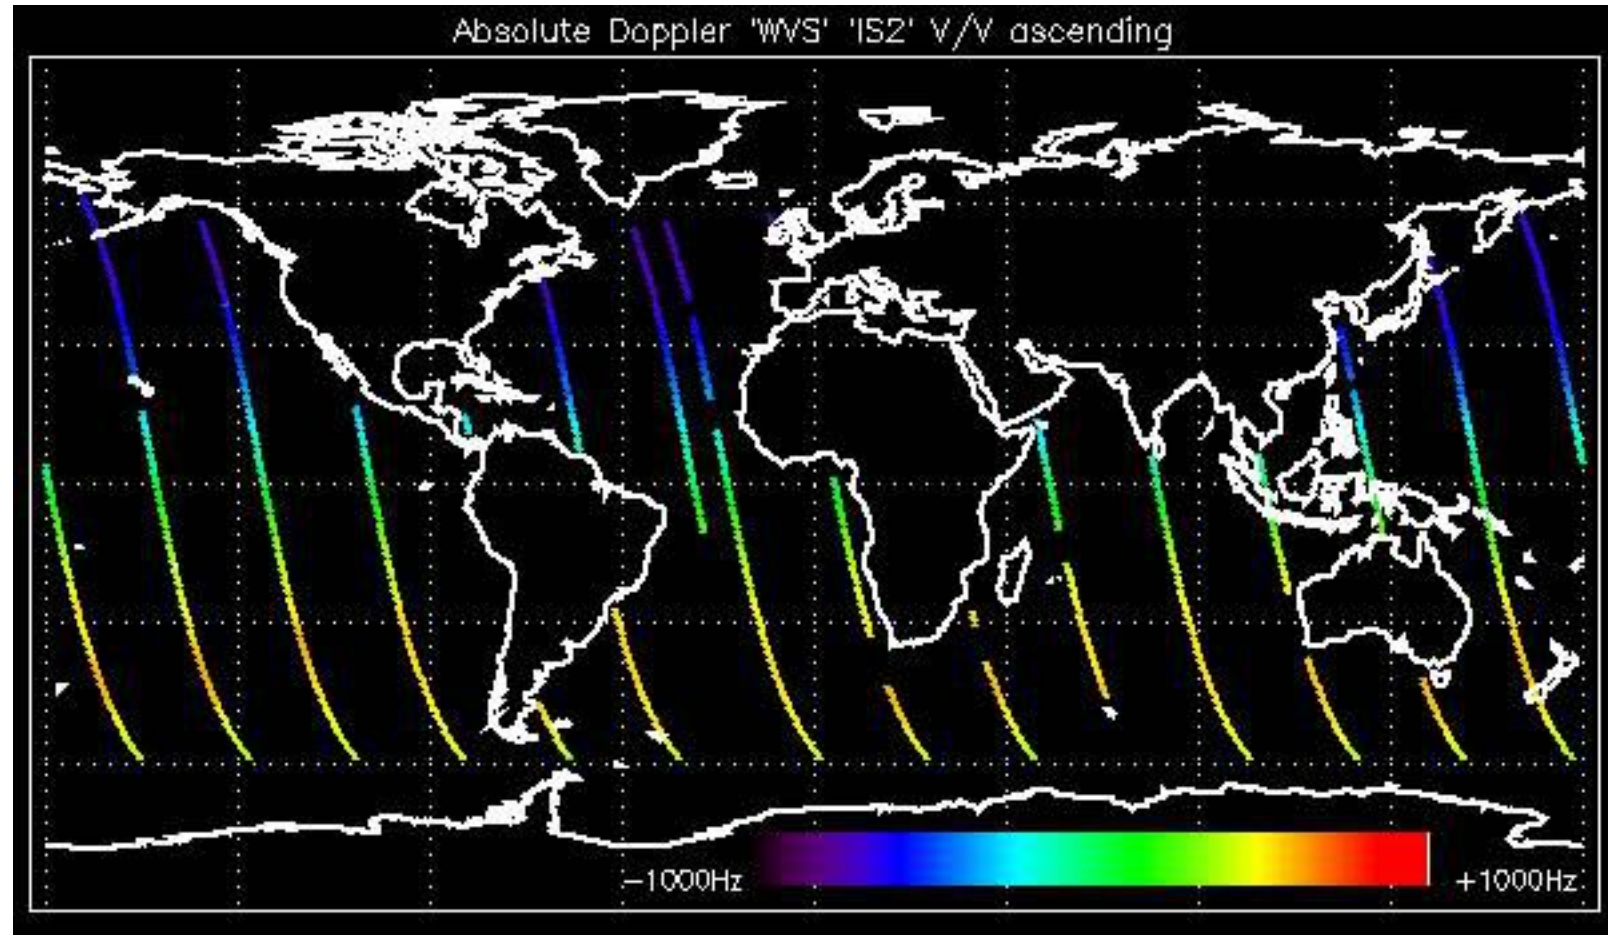 Absolute Doppler 'WVS' 'IS2' V/V ascending
−1000Hz
+1000Hz